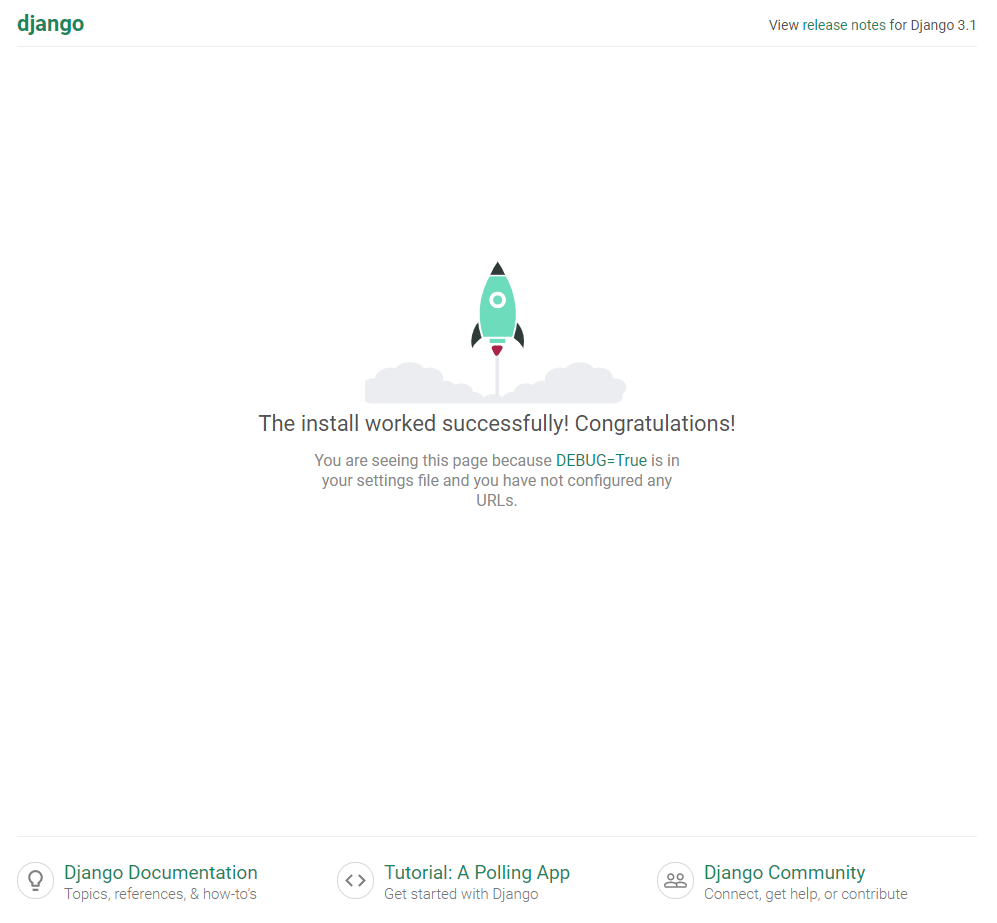 django
View release notes for Django 3.1
The install worked successfully! Congratulations!
You are seeing this page because DEBUG=True is in
your settings file and you have not configured any
URLs.
Django Documentation
Topics, references, & how-to's
Tutorial: A Polling App
Get started with Django
Django Community
Connect, get help, or contribute